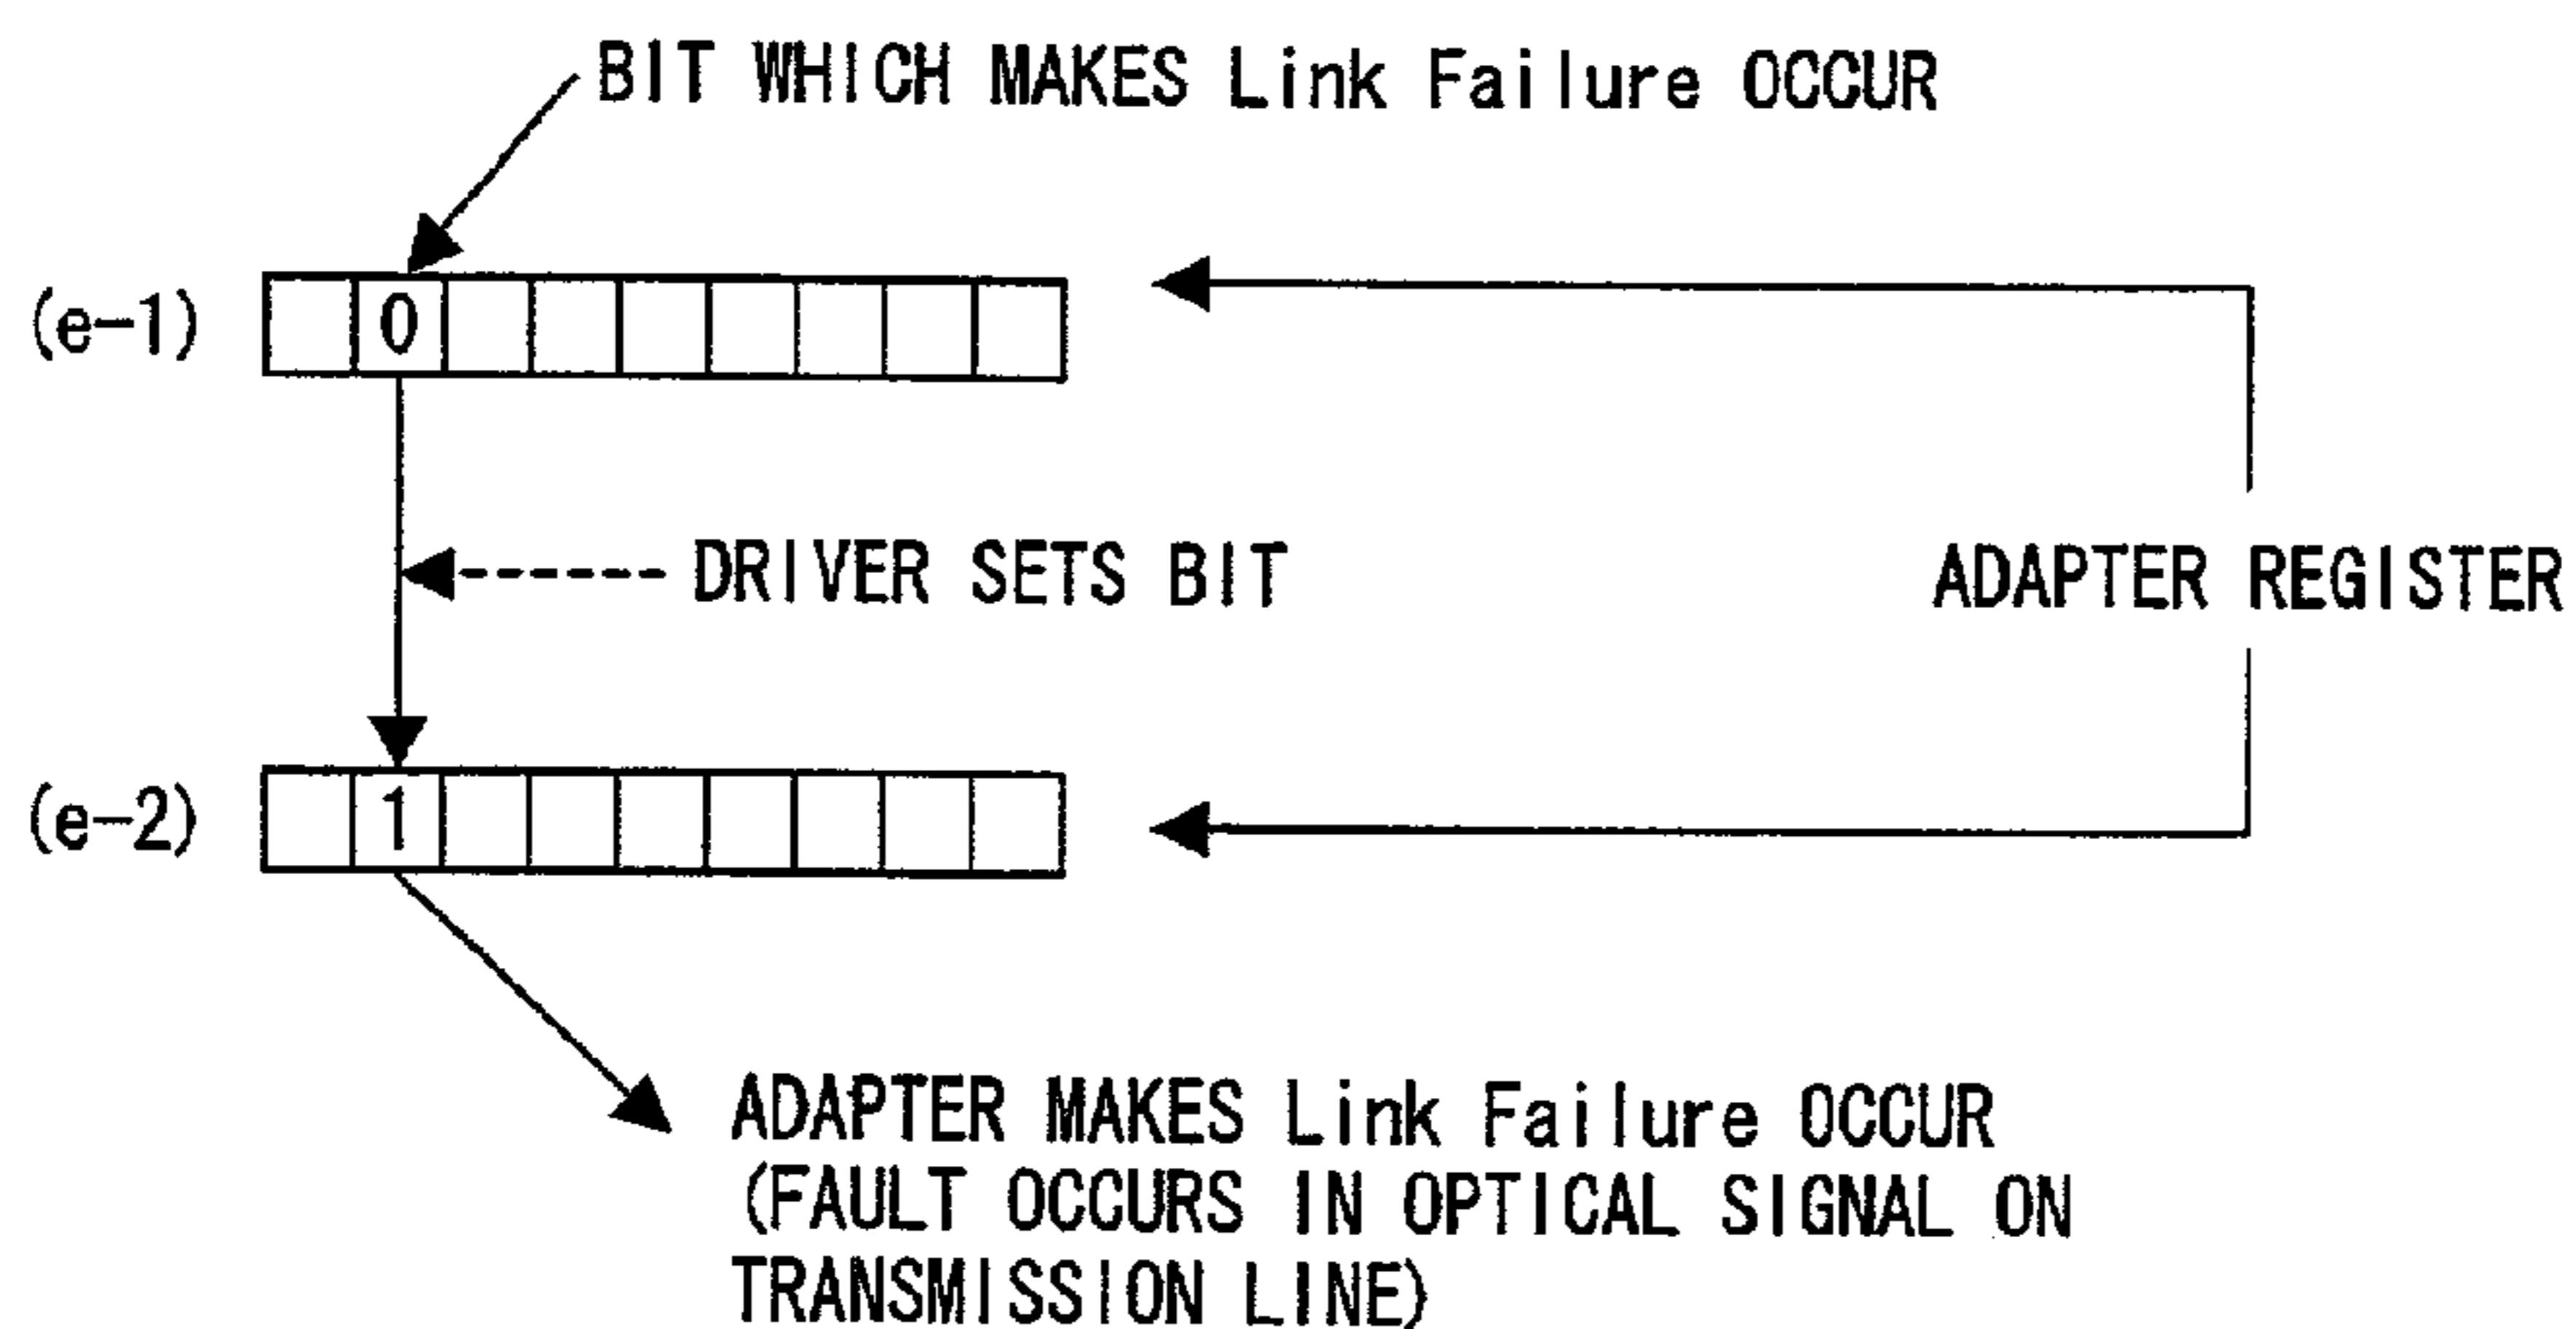 BIT WHICH MAKES Link Failure OCCUR
(e-1)
0
DRIVER SETS BIT
ADAPTER REGISTER
(e-2)
1
ADAPTER MAKES Link Failure OCCUR
(FAULT OCCURS IN OPTICAL SIGNAL ON
TRANSMISSION LINE)